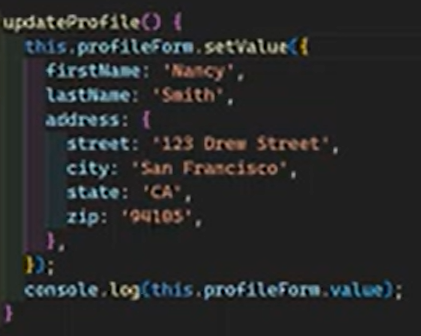 updateProfile() {
this.profileForm.setValue({
firstName: 'Nancy',
lastName: 'Smith',
address: {
street: '123 Drew Street',
city: 'San Francisco',
state: 'CA',
zip: '94105',
},
});
console.log(this.profileForm.value);
}